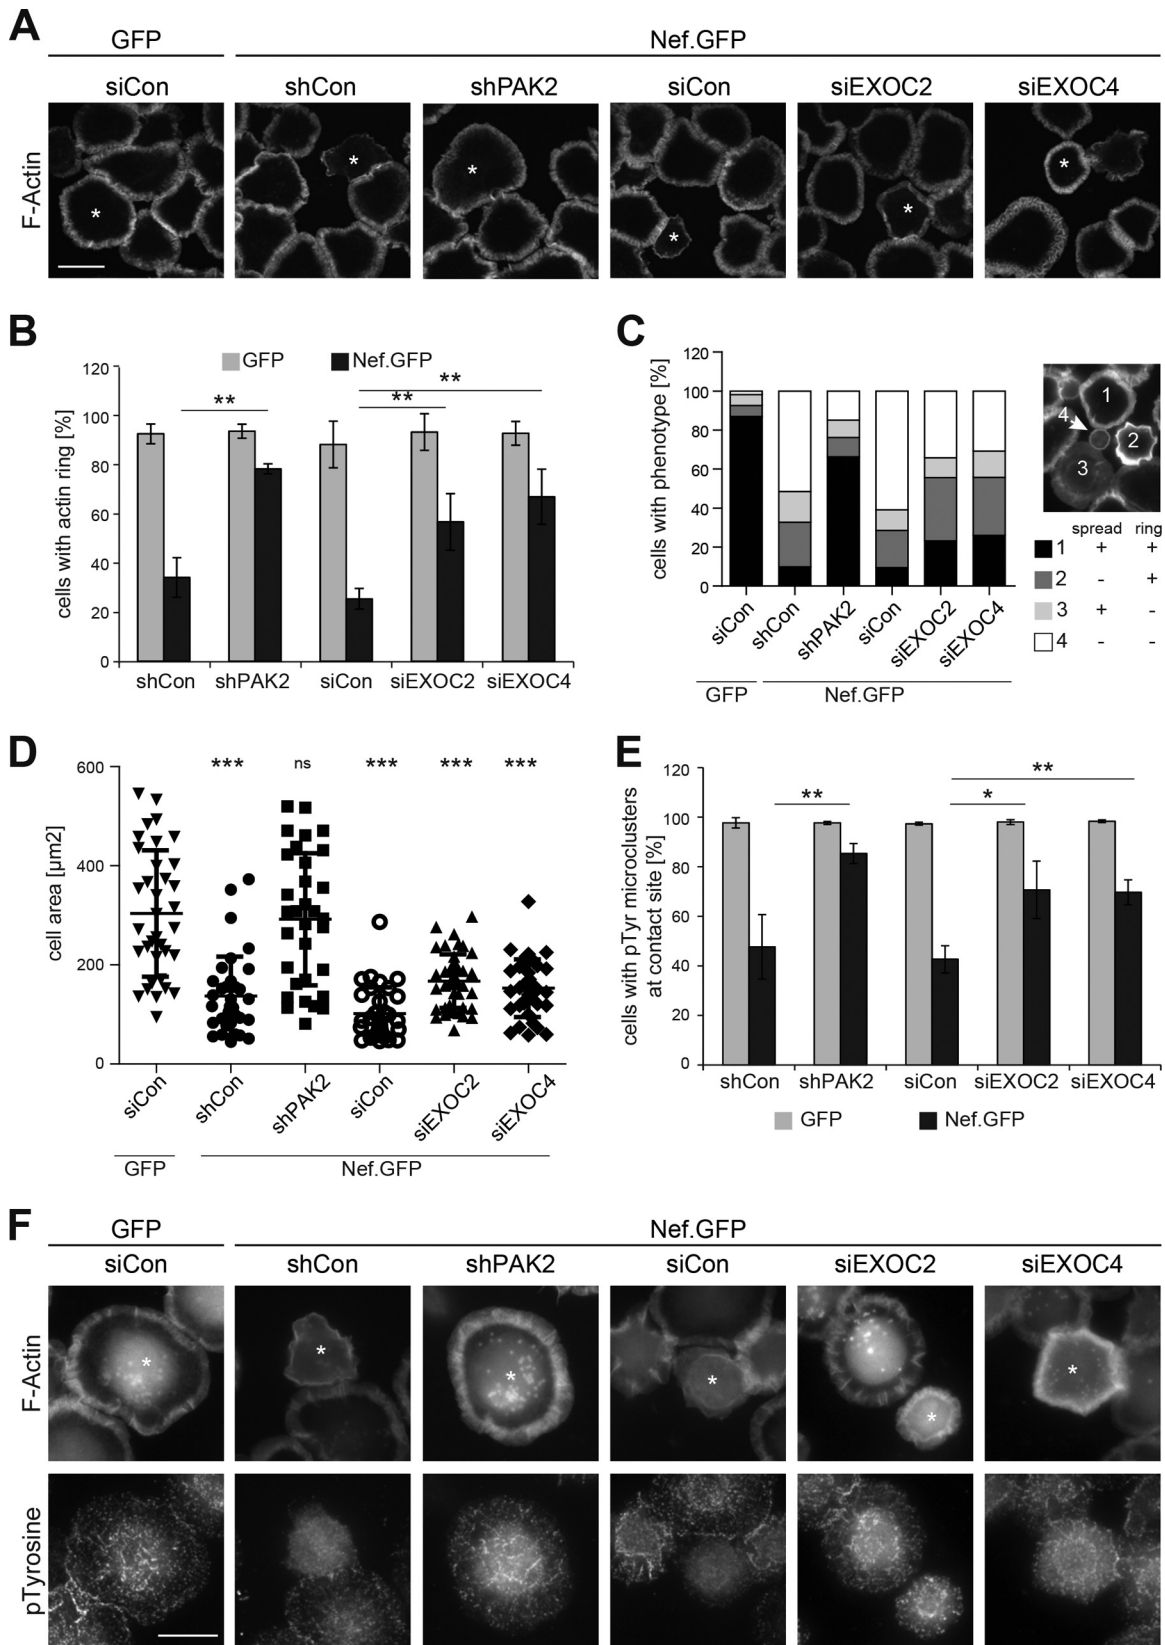 A
GFP
Nef.GFP
siCon
shCon
shPAK2
siCon
siEXOC2
siEXOC4
F-Actin
*
*
*
*
*
*
B
GFP
Nef.GFP
cells with actin ring [%]
120
100
80
60
40
20
0
**
**
**
shCon
shPAK2
siCon
siEXOC2
siEXOC4
C
cells with phenotype [%]
120
100
80
60
40
20
0
siCon
shCon
shPAK2
siCon
siEXOC2
siEXOC4
GFP
Nef.GFP
1
4
2
3
spread ring
1 + +
2 - +
3 + -
4 - -
D
cell area [µm2]
600
400
200
0
***
ns
***
***
***
siCon
shCon
shPAK2
siCon
siEXOC2
siEXOC4
GFP
Nef.GFP
E
cells with pTyr microclusters
at contact site [%]
120
100
80
60
40
20
0
**
*
**
shCon
shPAK2
siCon
siEXOC2
siEXOC4
GFP
Nef.GFP
F
GFP
Nef.GFP
siCon
shCon
shPAK2
siCon
siEXOC2
siEXOC4
F-Actin
*
*
*
*
*
*
pTyrosine